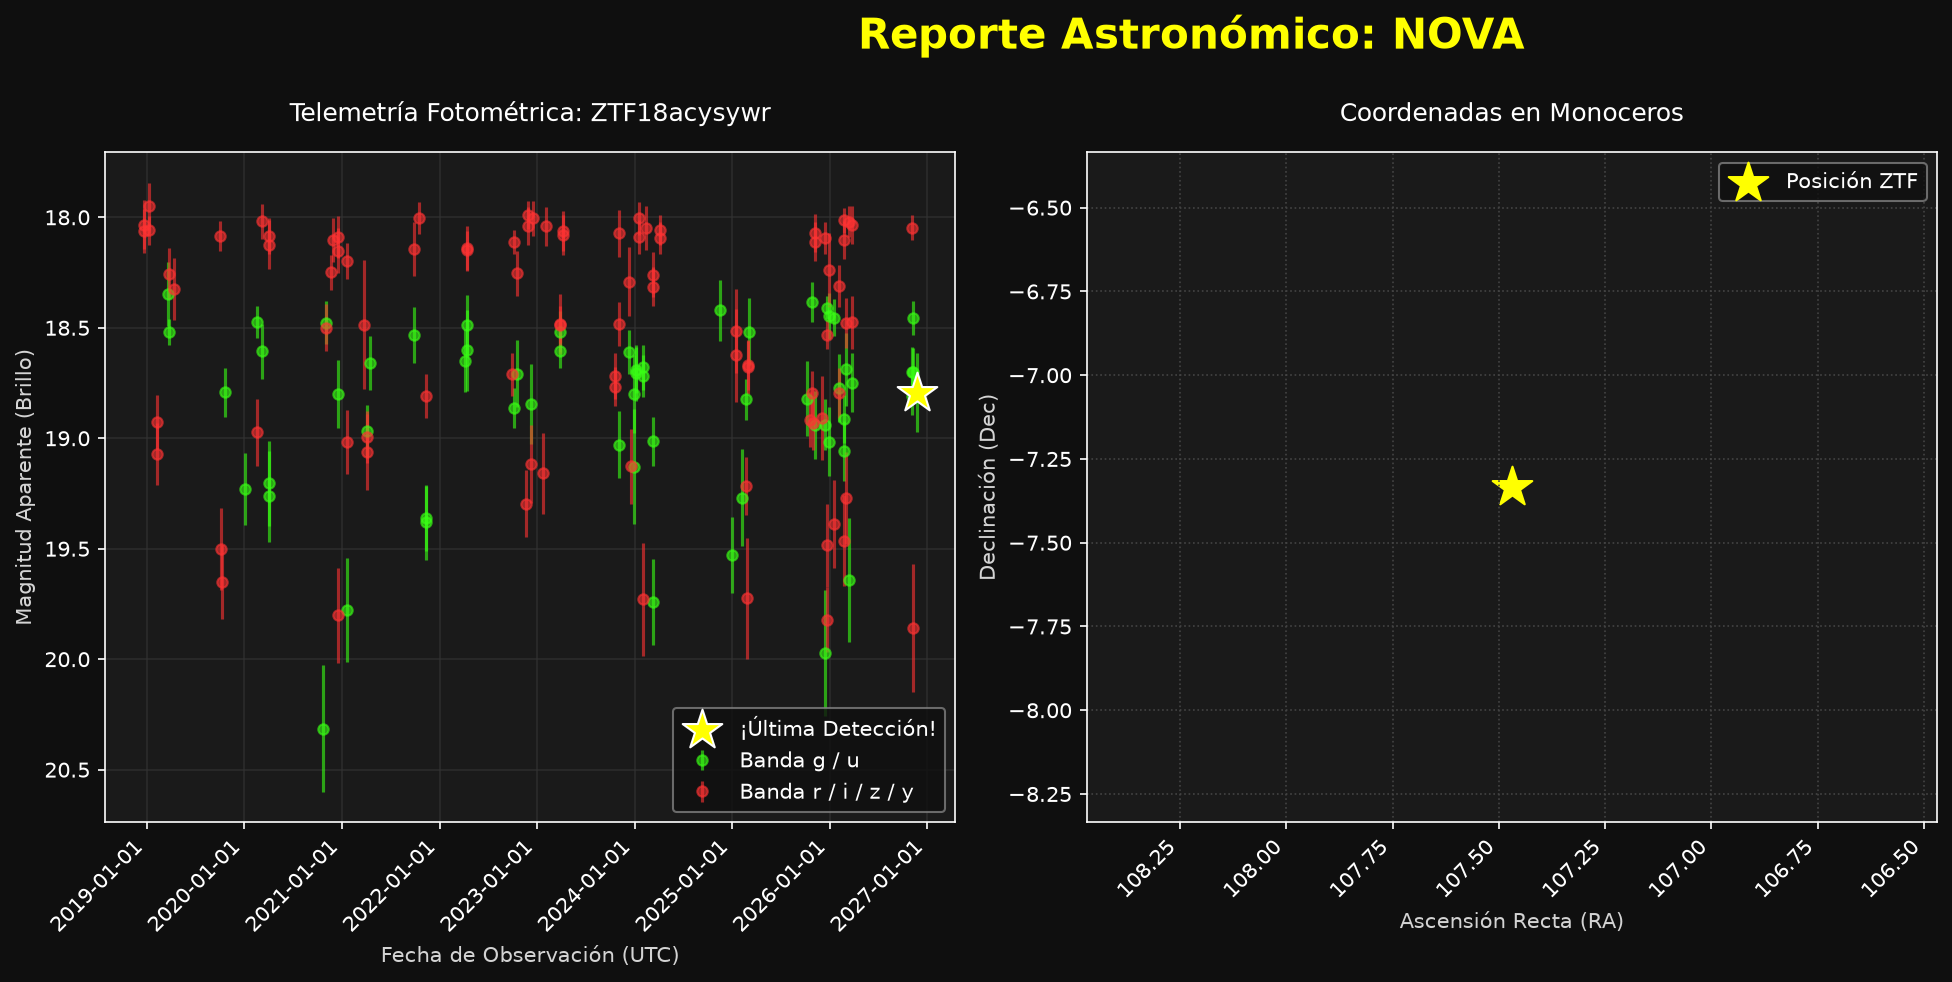 Reporte Astronómico: NOVA
Telemetría Fotométrica: ZTF18acysywr
Magnitud Aparente (Brillo)
18.0
18.5
19.0
19.5
20.0
20.5
¡Última Detección!
Banda g / u
Banda r / i / z / y
2019-01-01
2020-01-01
2021-01-01
2022-01-01
2023-01-01
2024-01-01
2025-01-01
2026-01-01
2027-01-01
Fecha de Observación (UTC)
Coordenadas en Monoceros
Posición ZTF
Declinación (Dec)
−6.50
−6.75
−7.00
−7.25
−7.50
−7.75
−8.00
−8.25
108.25
108.00
107.75
107.50
107.25
107.00
106.75
106.50
Ascensión Recta (RA)